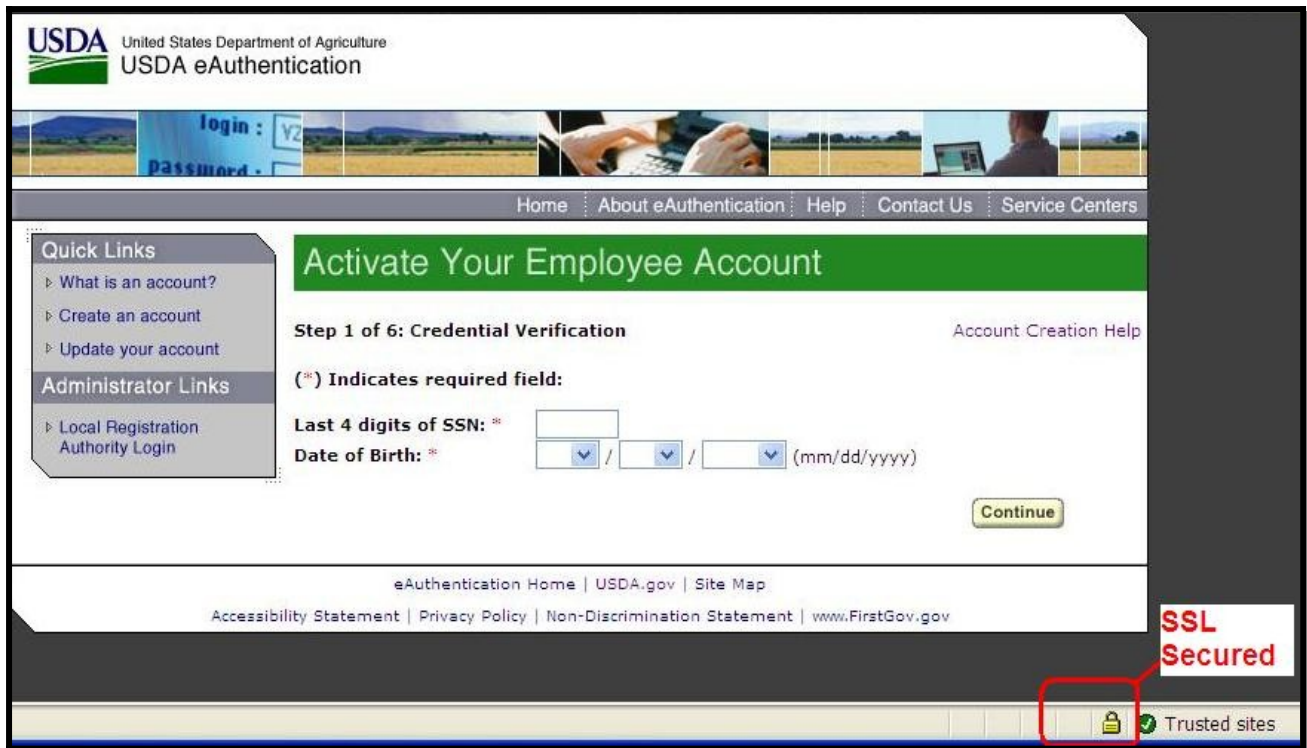 USDA
United States Department of Agriculture
USDA eAuthentication
login : YZ
password :
Home About eAuthentication Help Contact Us Service Centers
Quick Links
What is an account?
Create an account
Update your account
Administrator Links
Local Registration
Authority Login
Activate Your Employee Account
Step 1 of 6: Credential Verification
Account Creation Help
(*) Indicates required field:
Last 4 digits of SSN: *
Date of Birth: * / / (mm/dd/yyyy)
Continue
eAuthentication Home | USDA.gov | Site Map
Accessibility Statement | Privacy Policy | Non-Discrimination Statement | www.FirstGov.gov
SSL
Secured
Trusted sites